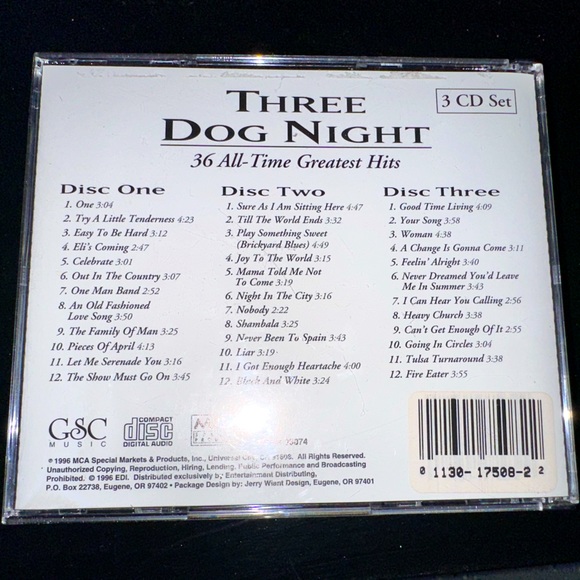 THREE
DOG NIGHT
3 CD Set
36 All-Time Greatest Hits
Disc One
1. One 3:04
2. Try A Little Tenderness 4:23
3. Easy To Be Hard 3:12
4. Eli's Coming 2:47
5. Celebrate 3:01
6. Out In The Country 3:07
7. One Man Band 2:52
8. An Old Fashioned
Love Song 3:50
9. The Family Of Man 3:25
10. Pieces Of April 4:13
11. Let Me Serenade You 3:16
12. The Show Must Go On 3:45
Disc Two
1. Sure As I Am Sitting Here 4:47
2. Till The World Ends 3:32
3. Play Something Sweet
(Brickyard Blues) 4:49
4. Joy To The World 3:15
5. Mama Told Me Not
To Come 3:19
6. Night In The City 3:16
7. Nobody 2:22
8. Shambala 3:25
9. Never Been To Spain 3:43
10. Liar 3:19
11. I Got Enough Heartache 4:00
12. Black And White 3:24
Disc Three
1. Good Time Living 4:09
2. Your Song 3:58
3. Woman 4:38
4. A Change Is Gonna Come 3:11
5. Feelin' Alright 3:40
6. Never Dreamed You'd Leave
Me In Summer 3:43
7. I Can Hear You Calling 2:56
8. Heavy Church 3:38
9. Can't Get Enough Of It 2:55
10. Going In Circles 3:04
11. Tulsa Turnaround 3:38
12. Fire Eater 3:55
GSC
MUSIC
COMPACT
disc
DIGITAL AUDIO
℗ 1996 MCA Special Markets & Products, Inc., Universal City, CA All Rights Reserved.
Unauthorized Copying, Reproduction, Hiring, Lending, Public Performance and Broadcasting
Prohibited. © 1996 EDI. Distributed exclusively by Entertainment Distributing.
P.O. Box 22738, Eugene, OR 97402 • Package Design by: Jerry Wient Design, Eugene, OR 97401
0 1130-17508-2 2